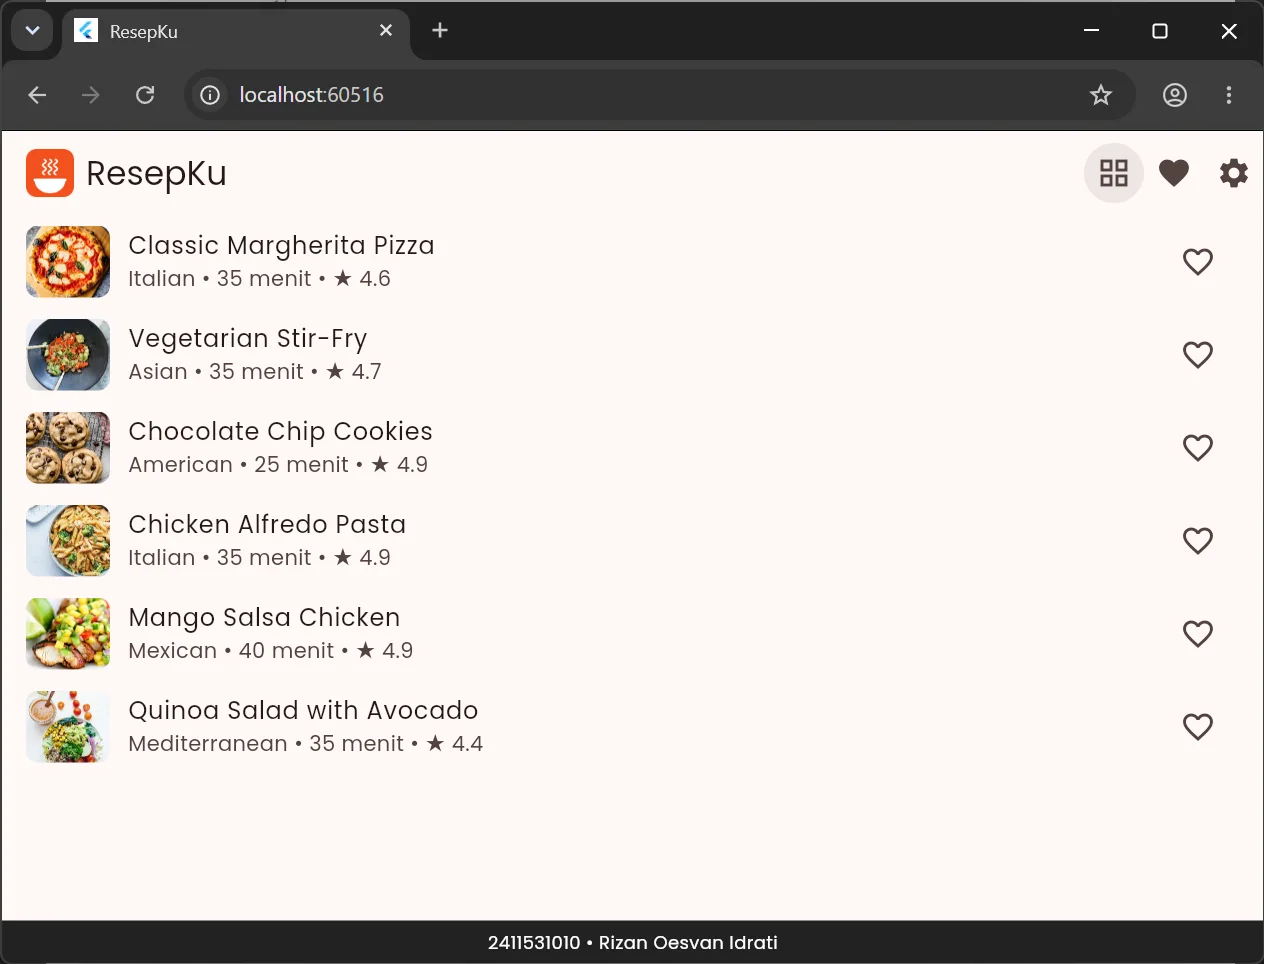 ResepKu
localhost:60516
ResepKu
Classic Margherita Pizza
Italian • 35 menit • ★ 4.6
Vegetarian Stir-Fry
Asian • 35 menit • ★ 4.7
Chocolate Chip Cookies
American • 25 menit • ★ 4.9
Chicken Alfredo Pasta
Italian • 35 menit • ★ 4.9
Mango Salsa Chicken
Mexican • 40 menit • ★ 4.9
Quinoa Salad with Avocado
Mediterranean • 35 menit • ★ 4.4
2411531010 • Rizan Oesvan Idrati